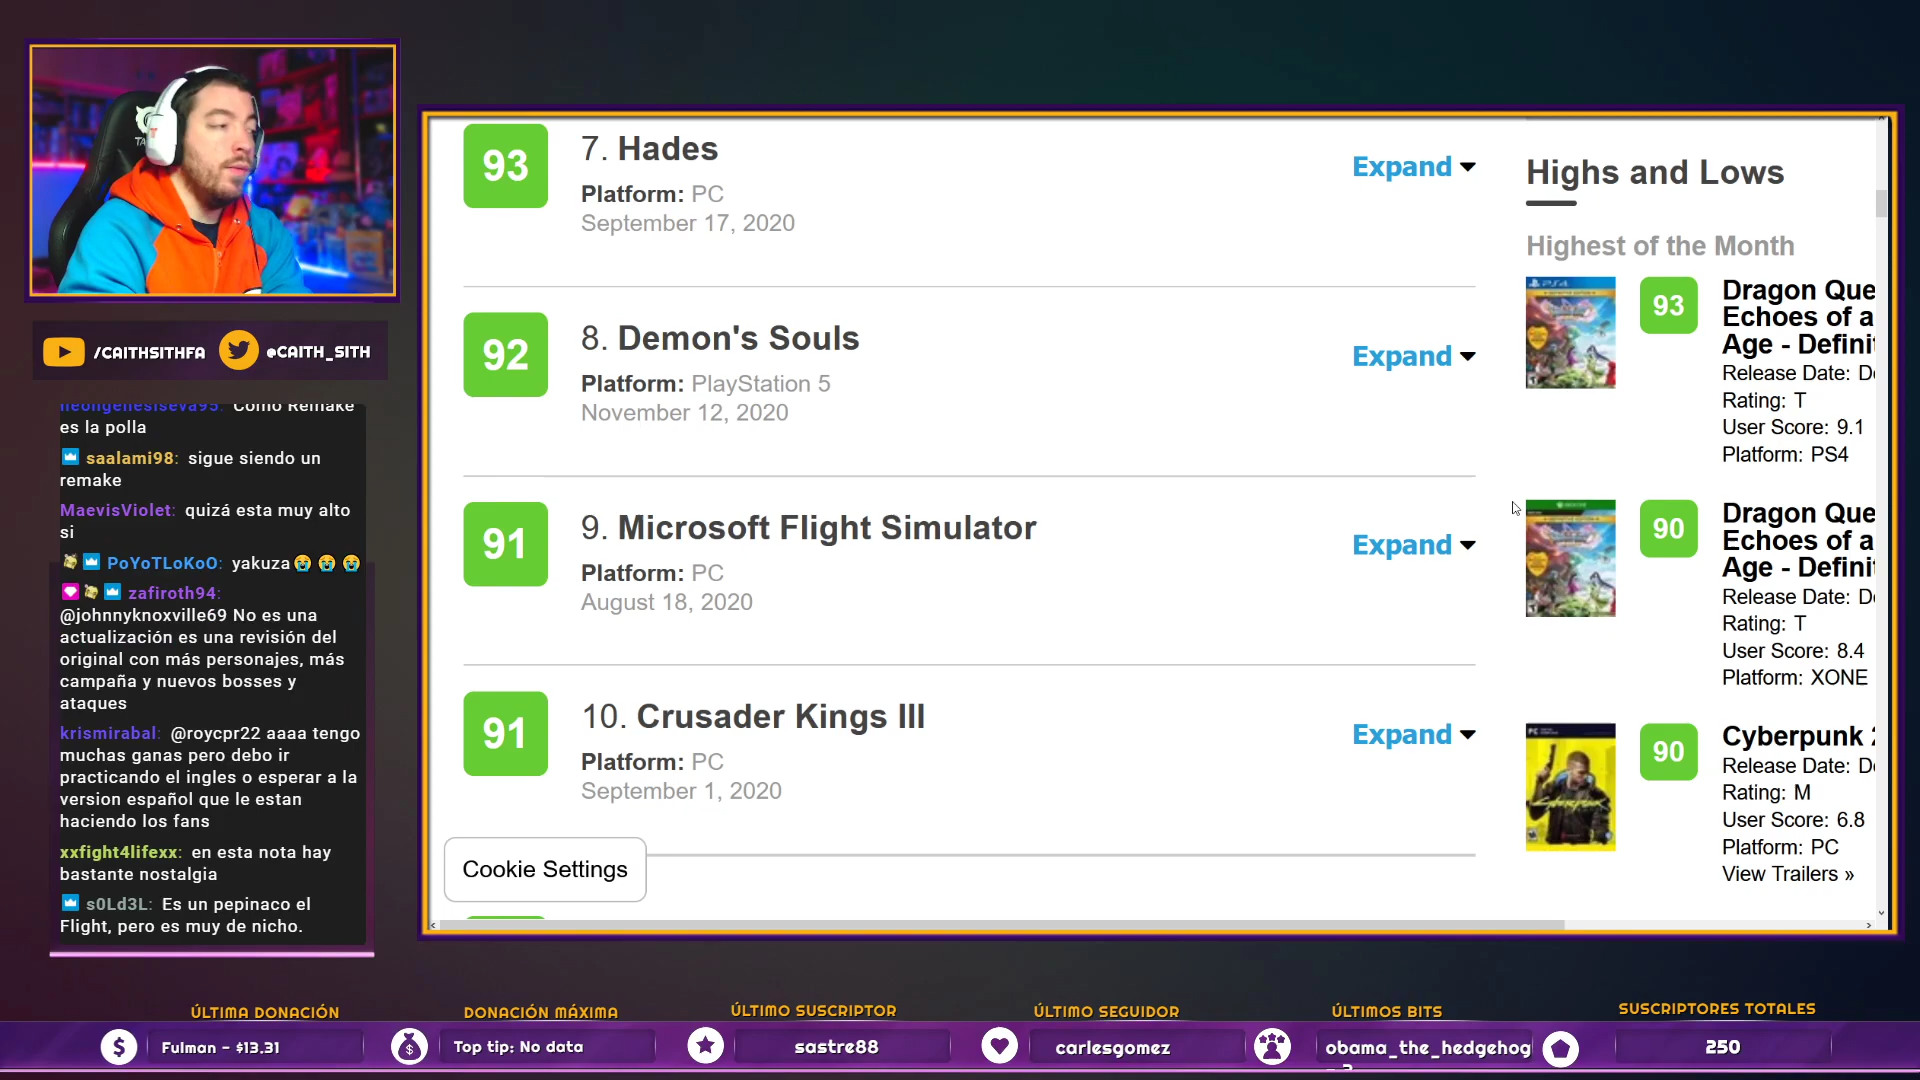 /CAITHSITHFA @CAITH_SITH
neongenesiseva95: Como Remake
es la polla
saalami98: sigue siendo un
remake
MaevisViolet: quizá esta muy alto
si
PoYoTLoKoO: yakuza😭😭😭
zafiroth94:
@johnnyknoxville69 No es una
actualización es una revisión del
original con más personajes, más
campaña y nuevos bosses y
ataques
krismirabal: @roycpr22 aaaa tengo
muchas ganas pero debo ir
practicando el ingles o esperar a la
version español que le estan
haciendo los fans
xxfight4lifexx: en esta nota hay
bastante nostalgia
s0Ld3L: Es un pepinaco el
Flight, pero es muy de nicho.
93
7. Hades
Platform: PC
September 17, 2020
Expand
92
8. Demon's Souls
Platform: PlayStation 5
November 12, 2020
Expand
91
9. Microsoft Flight Simulator
Platform: PC
August 18, 2020
Expand
91
10. Crusader Kings III
Platform: PC
September 1, 2020
Expand
Cookie Settings
Highs and Lows
Highest of the Month
93
Dragon Que
Echoes of a
Age - Definit
Release Date: De
Rating: T
User Score: 9.1
Platform: PS4
90
Dragon Que
Echoes of a
Age - Definit
Release Date: De
Rating: T
User Score: 8.4
Platform: XONE
90
Cyberpunk 2
Release Date: De
Rating: M
User Score: 6.8
Platform: PC
View Trailers »
ÚLTIMA DONACIÓN
Fulman - $13.31
DONACIÓN MÁXIMA
Top tip: No data
ÚLTIMO SUSCRIPTOR
sastre88
ÚLTIMO SEGUIDOR
carlesgomez
ÚLTIMOS BITS
obama_the_hedgehog
SUSCRIPTORES TOTALES
250